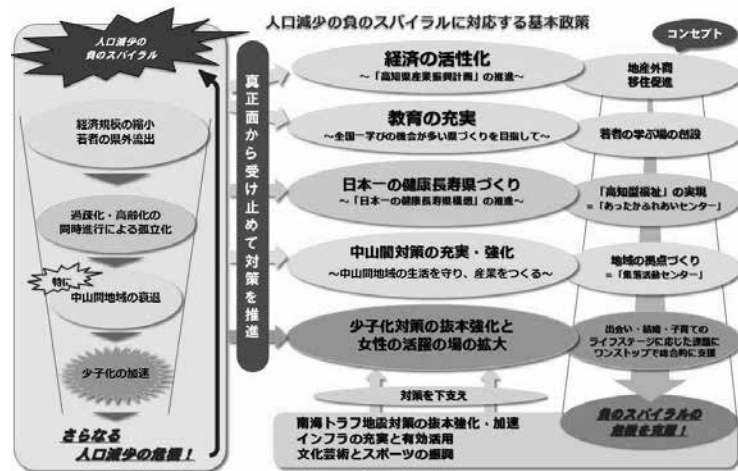 人口減少の負のスパイラルに対応する基本政策
人口減少の
負のスパイラル
経済規模の縮小
若者の県外流出
過疎化・高齢化の
同時進行による孤立化
特に
中山間地域の衰退
少子化の加速
さらなる
人口減少の危機！
真正面から受け止めて対策を推進
経済の活性化
～「高知県産業振興計画」の推進～
教育の充実
～全国一学びの機会が多い県づくりを目指して～
日本一の健康長寿県づくり
～「日本一の健康長寿県構想」の推進～
中山間対策の充実・強化
～中山間地域の生活を守り、産業をつくる～
少子化対策の抜本強化と
女性の活躍の場の拡大
対策を下支え
南海トラフ地震対策の抜本強化・加速
インフラの充実と有効活用
文化芸術とスポーツの振興
コンセプト
地産外商
移住促進
若者の学ぶ場の創設
「高知型福祉」の実現
＝「あったかふれあいセンター」
地域の拠点づくり
＝「集落活動センター」
出会い・結婚・子育ての
ライフステージに応じた課題に
ワンストップで総合的に支援
負のスパイラルの
危機を克服！